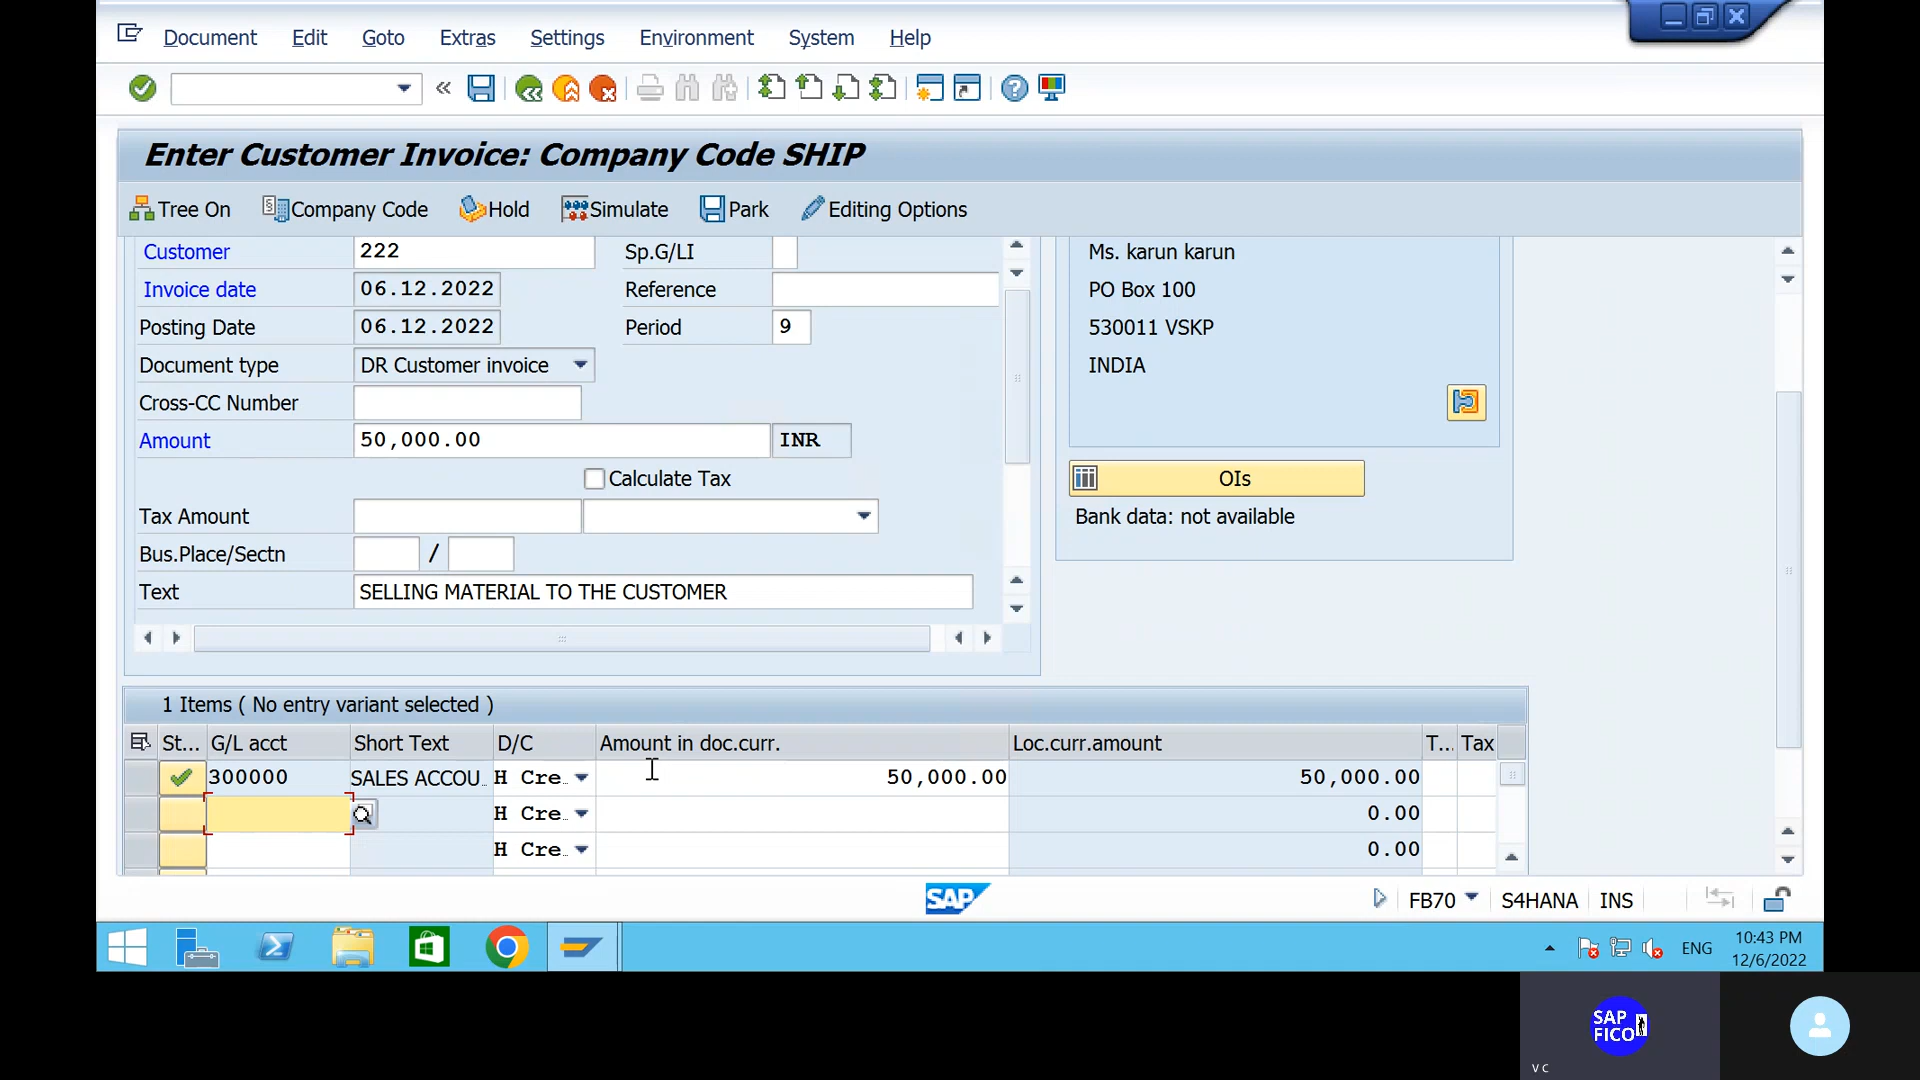 Document Edit Goto Extras Settings Environment System Help
Enter Customer Invoice: Company Code SHIP
Tree On Company Code Hold Simulate Park Editing Options
Customer 222 Sp.G/LI
Invoice date 06.12.2022 Reference
Posting Date 06.12.2022 Period 9
Document type DR Customer invoice
Cross-CC Number
Amount 50,000.00 INR
Calculate Tax
Tax Amount
Bus.Place/Sectn /
Text SELLING MATERIAL TO THE CUSTOMER
Ms. karun karun
PO Box 100
530011 VSKP
INDIA
OIs
Bank data: not available
1 Items ( No entry variant selected )
St... G/L acct Short Text D/C Amount in doc.curr. Loc.curr.amount T... Tax
300000 SALES ACCOU.. H Cre.. 50,000.00 50,000.00
H Cre.. 0.00
H Cre.. 0.00
SAP FB70 S4HANA INS
ENG 10:43 PM
12/6/2022
SAP
FICO
V C